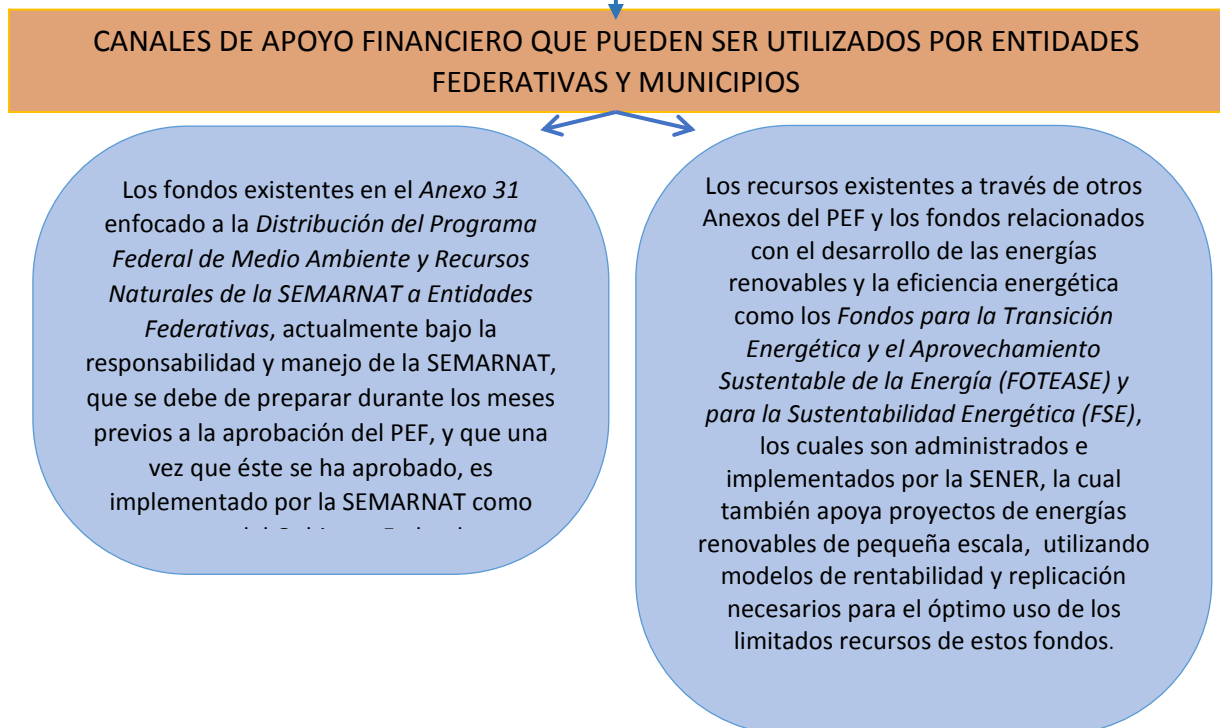 CANALES DE APOYO FINANCIERO QUE PUEDEN SER UTILIZADOS POR ENTIDADES
FEDERATIVAS Y MUNICIPIOS
Los fondos existentes en el Anexo 31
enfocado a la Distribución del Programa
Federal de Medio Ambiente y Recursos
Naturales de la SEMARNAT a Entidades
Federativas, actualmente bajo la
responsabilidad y manejo de la SEMARNAT,
que se debe de preparar durante los meses
previos a la aprobación del PEF, y que una
vez que éste se ha aprobado, es
implementado por la SEMARNAT como
Los recursos existentes a través de otros
Anexos del PEF y los fondos relacionados
con el desarrollo de las energías
renovables y la eficiencia energética
como los Fondos para la Transición
Energética y el Aprovechamiento
Sustentable de la Energía (FOTEASE) y
para la Sustentabilidad Energética (FSE),
los cuales son administrados e
implementados por la SENER, la cual
también apoya proyectos de energías
renovables de pequeña escala, utilizando
modelos de rentabilidad y replicación
necesarios para el óptimo uso de los
limitados recursos de estos fondos.